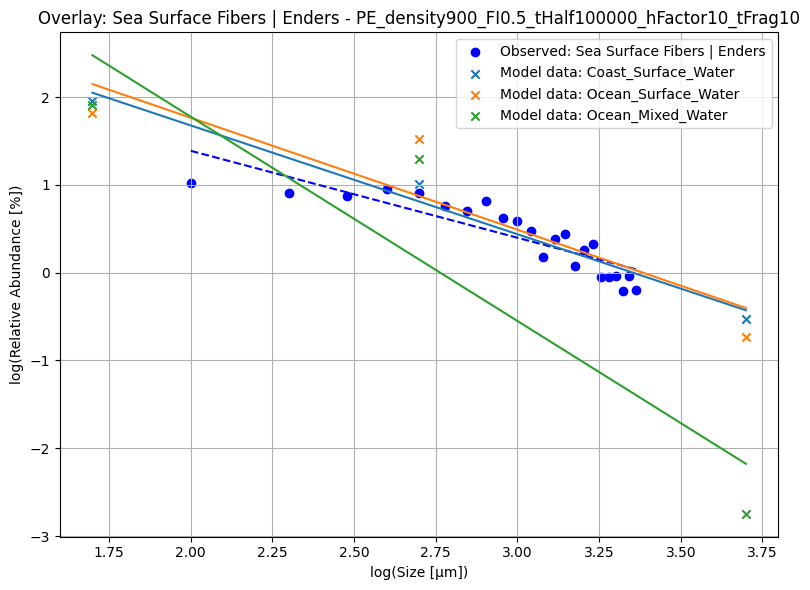 Overlay: Sea Surface Fibers | Enders - PE_density900_FI0.5_tHalf100000_hFactor10_tFrag10
Observed: Sea Surface Fibers | Enders
Model data: Coast_Surface_Water
Model data: Ocean_Surface_Water
Model data: Ocean_Mixed_Water
log(Relative Abundance [%])
2
1
0
−1
−2
−3
1.75
2.00
2.25
2.50
2.75
3.00
3.25
3.50
3.75
log(Size [μm])